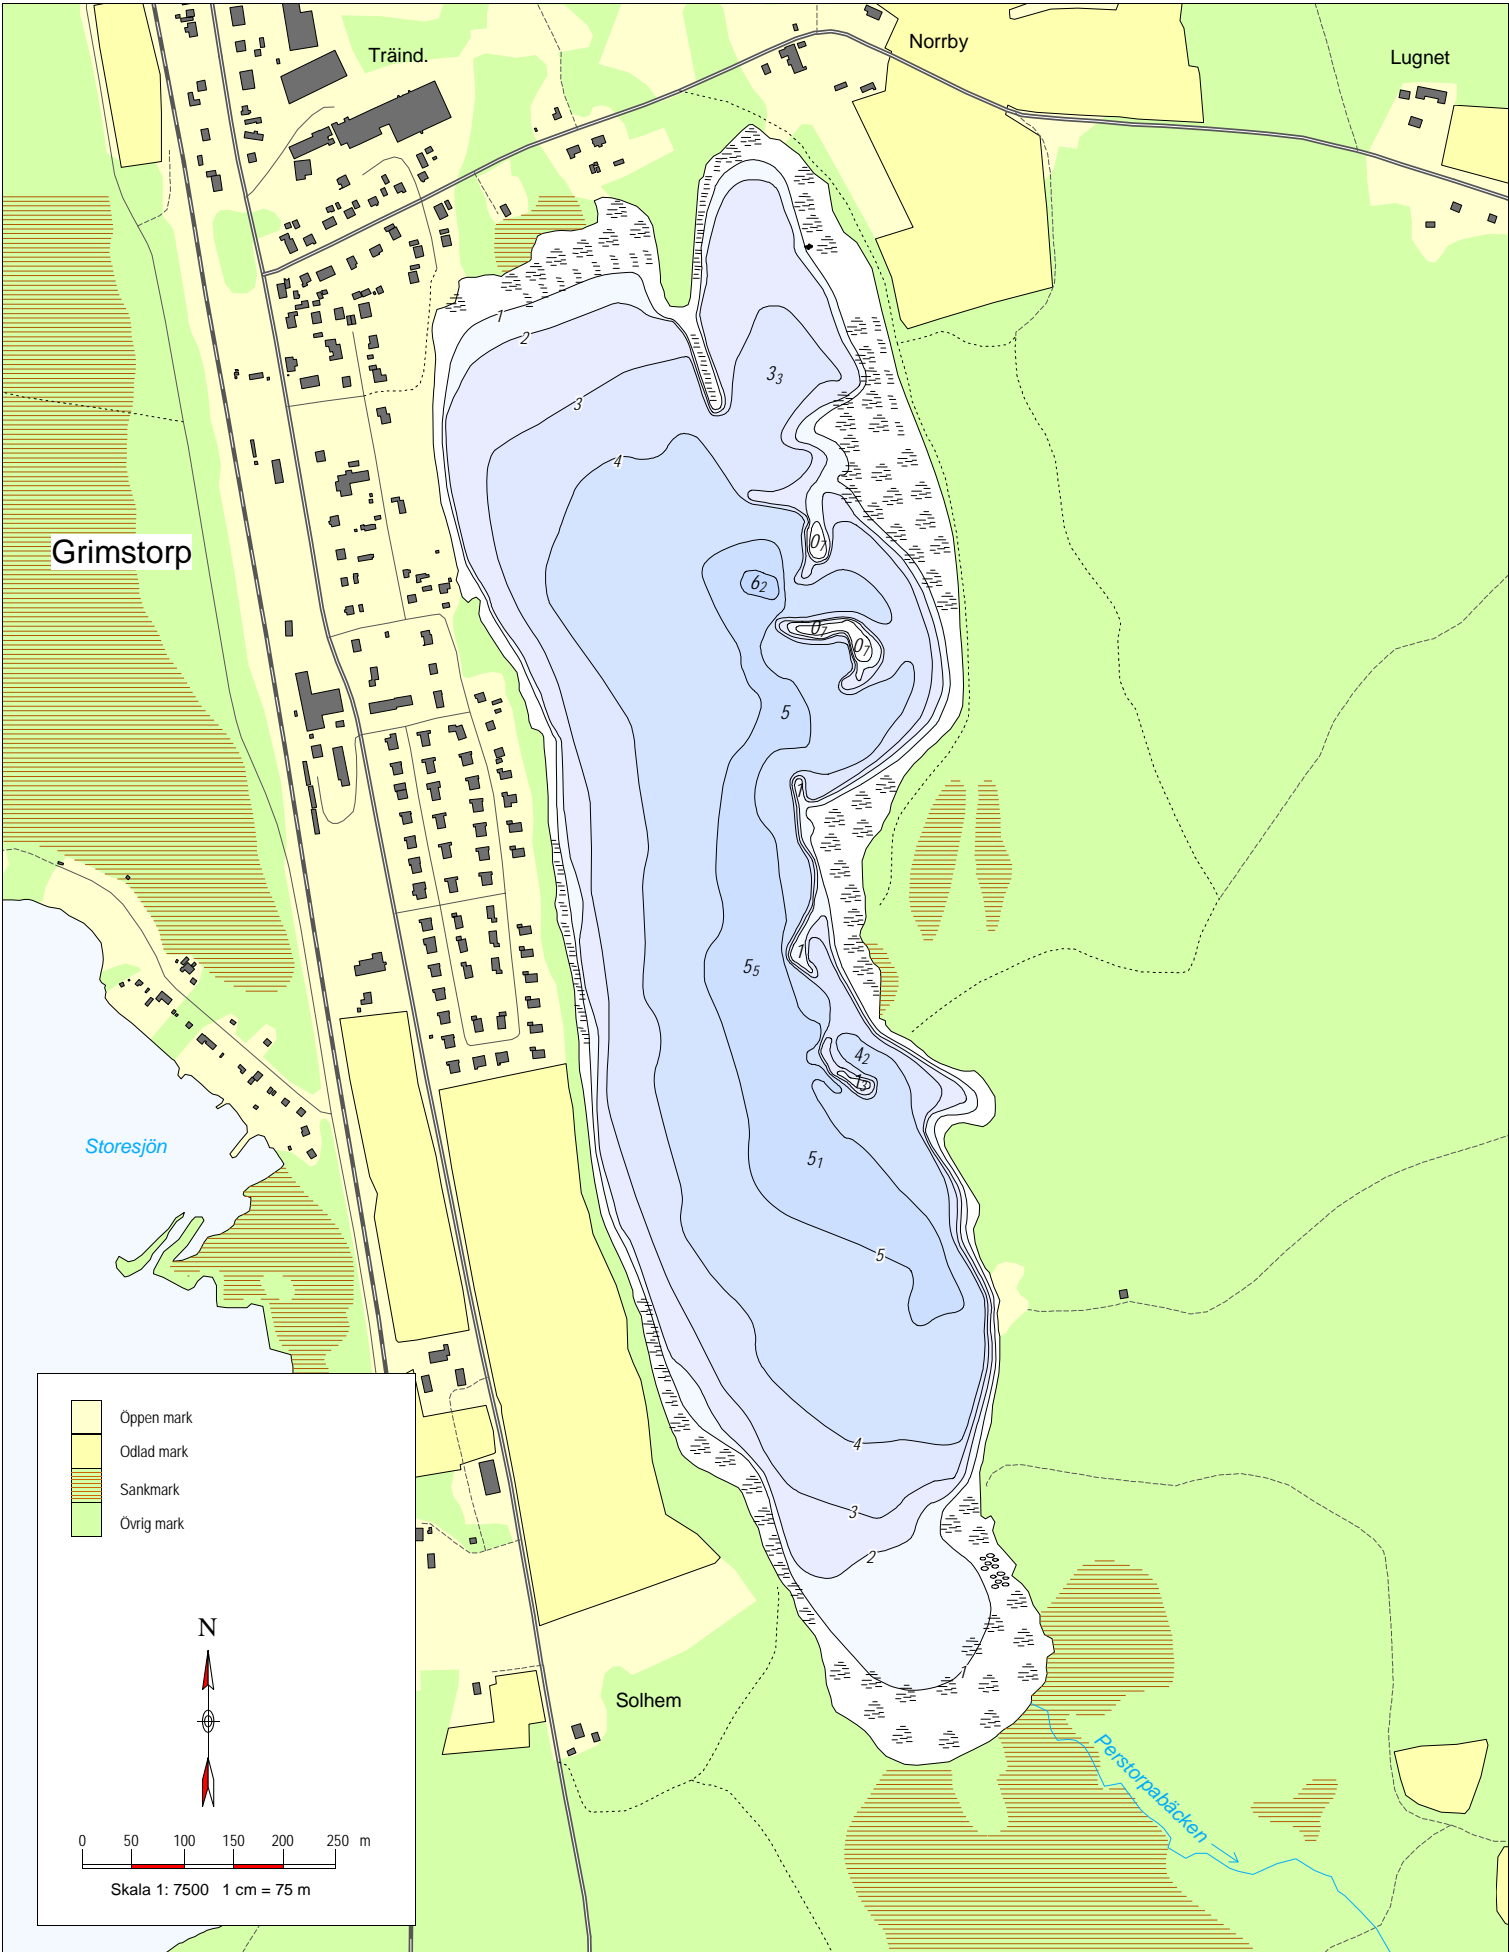 Träind.
Norrby
Lugnet
1
2
3₃
3
4
Grimstorp
0₇
6₂
0₇
0₇
5
1
1
5₅
4₂
1₃
Storesjön
5₁
5
Öppen mark
4
Odlad mark
Sankmark
3
Övrig mark
2
N
1
Solhem
Perstorpabäcken
0 50 100 150 200 250 m
Skala 1: 7500 1 cm = 75 m